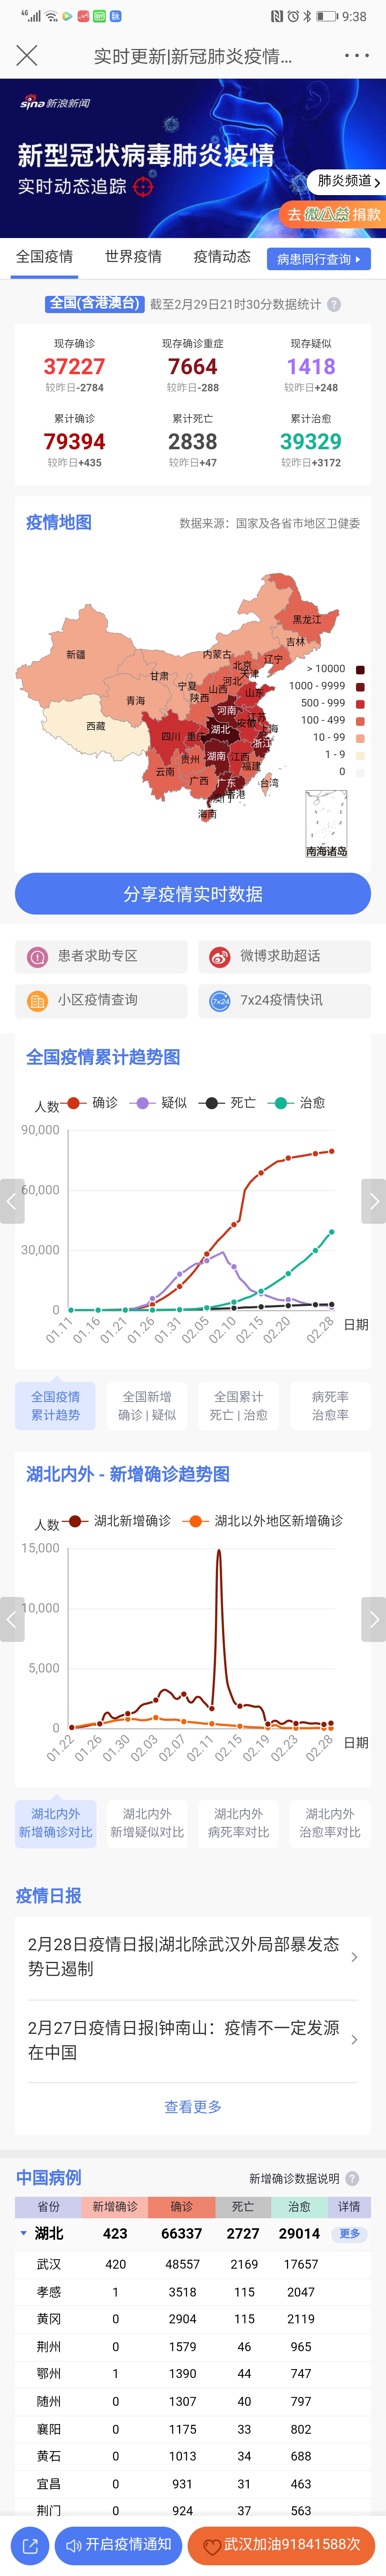 4G 9:38
实时更新|新冠肺炎疫情...
sina 新浪新闻
新型冠状病毒肺炎疫情
实时动态追踪
肺炎频道
去微公益捐款
全国疫情 世界疫情 疫情动态 病患同行查询
全国(含港澳台) 截至2月29日21时30分数据统计 ?
现存确诊 现存确诊重症 现存疑似
37227 7664 1418
较昨日-2784 较昨日-288 较昨日+248
累计确诊 累计死亡 累计治愈
79394 2838 39329
较昨日+435 较昨日+47 较昨日+3172
疫情地图 数据来源：国家及各省市地区卫健委
黑龙江
吉林
新疆 内蒙古 辽宁
北京
天津
甘肃 宁夏 河北
山西 山东
青海 陕西
河南 江苏
西藏 四川 重庆 湖北 安徽 上海
浙江
贵州 湖南 江西
福建
云南 广西 广东 台湾
澳门 香港
海南
> 10000
1000 - 9999
500 - 999
100 - 499
10 - 99
1 - 9
0
南海诸岛
分享疫情实时数据
患者求助专区 微博求助超话
小区疫情查询 7x24 7x24疫情快讯
全国疫情累计趋势图
人数 确诊 疑似 死亡 治愈
90,000
60,000
30,000
0
01.11 01.16 01.21 01.26 01.31 02.05 02.10 02.15 02.20 02.28 日期
全国疫情 全国新增 全国累计 病死率
累计趋势 确诊 | 疑似 死亡 | 治愈 治愈率
湖北内外 - 新增确诊趋势图
人数 湖北新增确诊 湖北以外地区新增确诊
15,000
10,000
5,000
0
01.22 01.26 01.30 02.03 02.07 02.11 02.15 02.19 02.23 02.28 日期
湖北内外 湖北内外 湖北内外 湖北内外
新增确诊对比 新增疑似对比 病死率对比 治愈率对比
疫情日报
2月28日疫情日报|湖北除武汉外局部暴发态
势已遏制
2月27日疫情日报|钟南山：疫情不一定发源
在中国
查看更多
中国病例 新增确诊数据说明 ?
省份 新增确诊 确诊 死亡 治愈 详情
湖北 423 66337 2727 29014 更多
武汉 420 48557 2169 17657
孝感 1 3518 115 2047
黄冈 0 2904 115 2119
荆州 0 1579 46 965
鄂州 1 1390 44 747
随州 0 1307 40 797
襄阳 0 1175 33 802
黄石 0 1013 34 688
宜昌 0 931 31 463
荆门 0 924 37 563
开启疫情通知 武汉加油91841588次